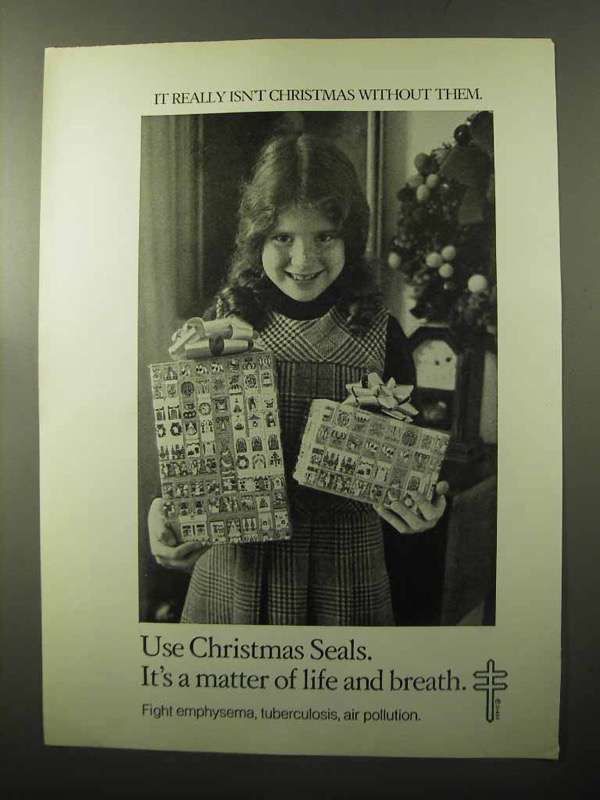 IT REALLY ISN'T CHRISTMAS WITHOUT THEM.
Use Christmas Seals.
It's a matter of life and breath.
Fight emphysema, tuberculosis, air pollution.